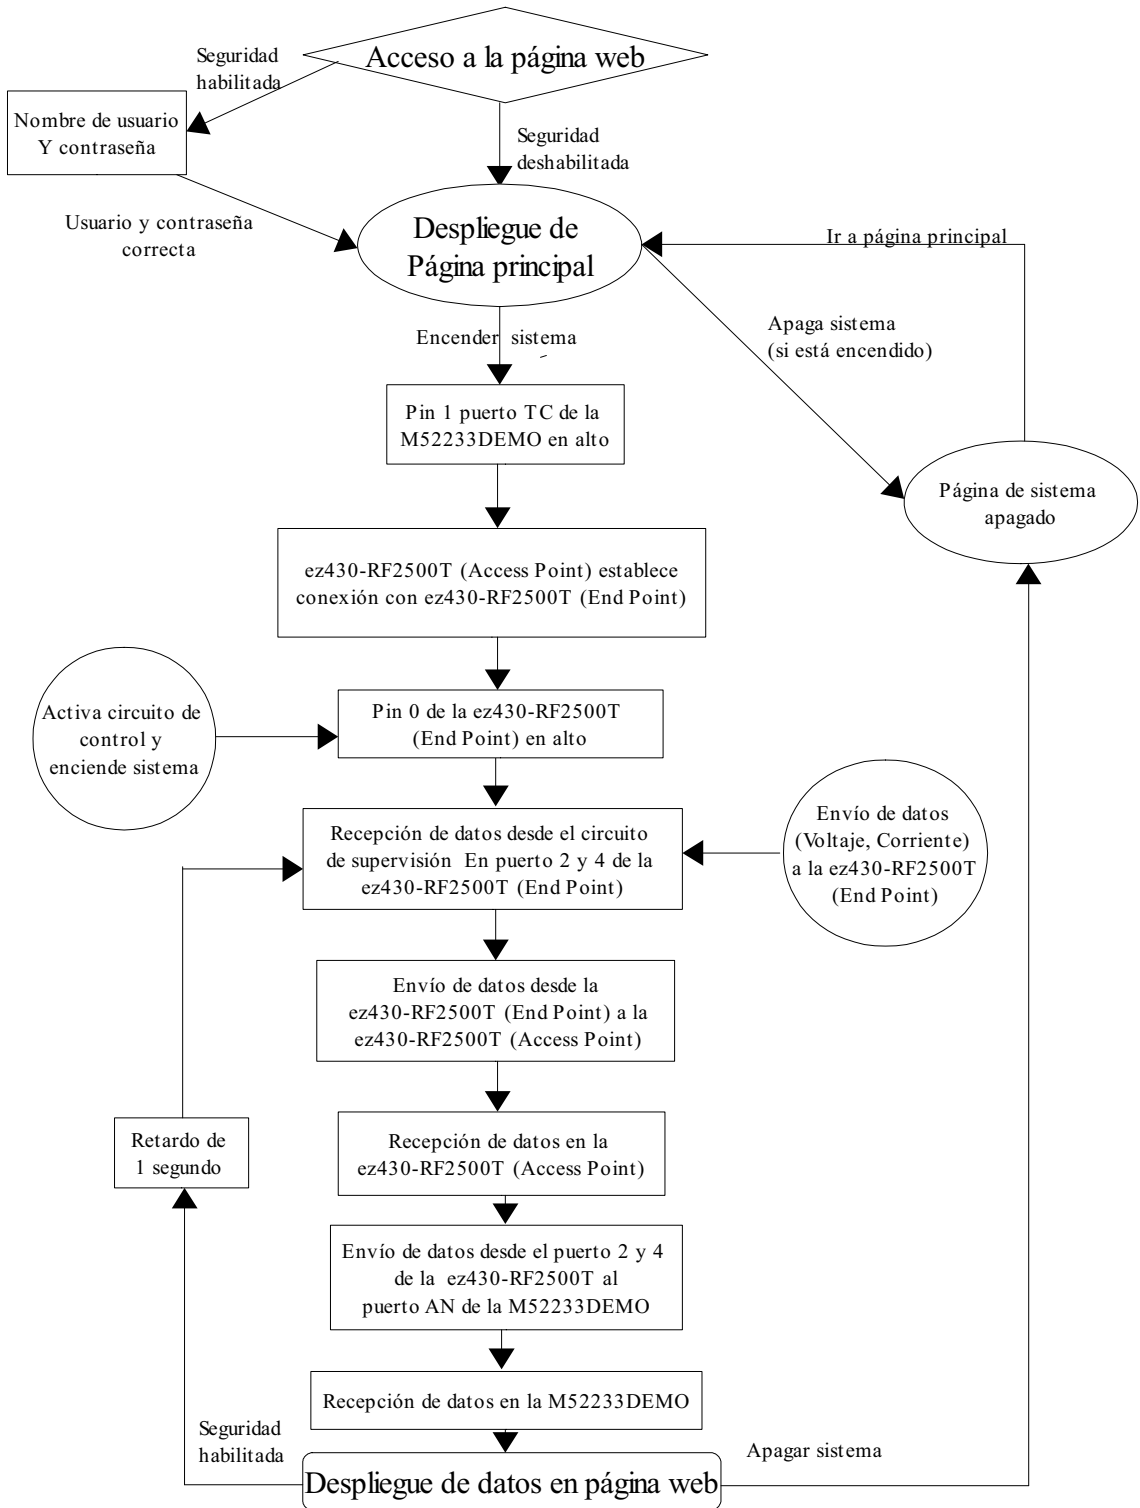 Acceso a la página web
Seguridad
habilitada
Nombre de usuario
Y contraseña
Seguridad
deshabilitada
Usuario y contraseña
correcta
Despliegue de
Página principal
Ir a página principal
Encender sistema
Apaga sistema
(si está encendido)
Pin 1 puerto TC de la
M52233DEMO en alto
Página de sistema
apagado
ez430-RF2500T (Access Point) establece
conexión con ez430-RF2500T (End Point)
Activa circuito de
control y
enciende sistema
Pin 0 de la ez430-RF2500T
(End Point) en alto
Recepción de datos desde el circuito
de supervisión En puerto 2 y 4 de la
ez430-RF2500T (End Point)
Envío de datos
(Voltaje, Corriente)
a la ez430-RF2500T
(End Point)
Envío de datos desde la
ez430-RF2500T (End Point) a la
ez430-RF2500T (Access Point)
Retardo de
1 segundo
Recepción de datos en la
ez430-RF2500T (Access Point)
Envío de datos desde el puerto 2 y 4
de la ez430-RF2500T al
puerto AN de la M52233DEMO
Recepción de datos en la M52233DEMO
Seguridad
habilitada
Despliegue de datos en página web
Apagar sistema